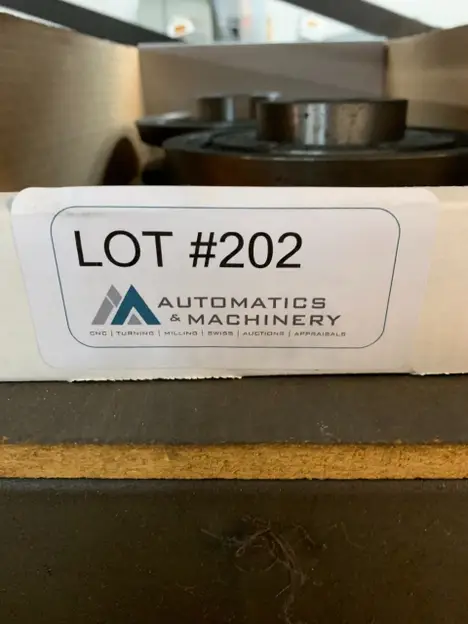 LOT #202
AUTOMATICS
& MACHINERY
CNC | TURNING | MILLING | SWISS | AUCTIONS | APPRAISALS